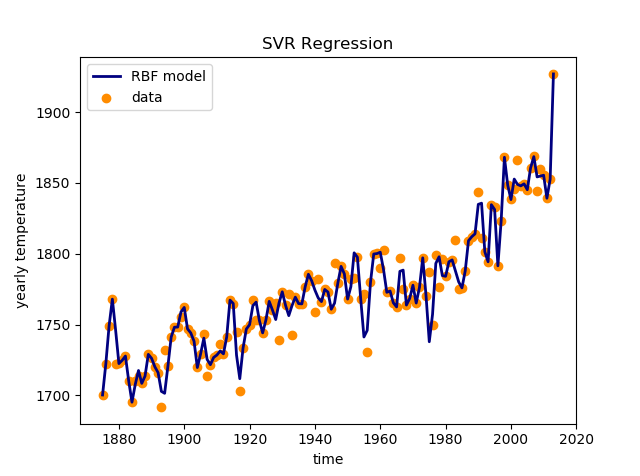 SVR Regression
RBF model
data
yearly temperature
1900
1850
1800
1750
1700
1880 1900 1920 1940 1960 1980 2000 2020
time